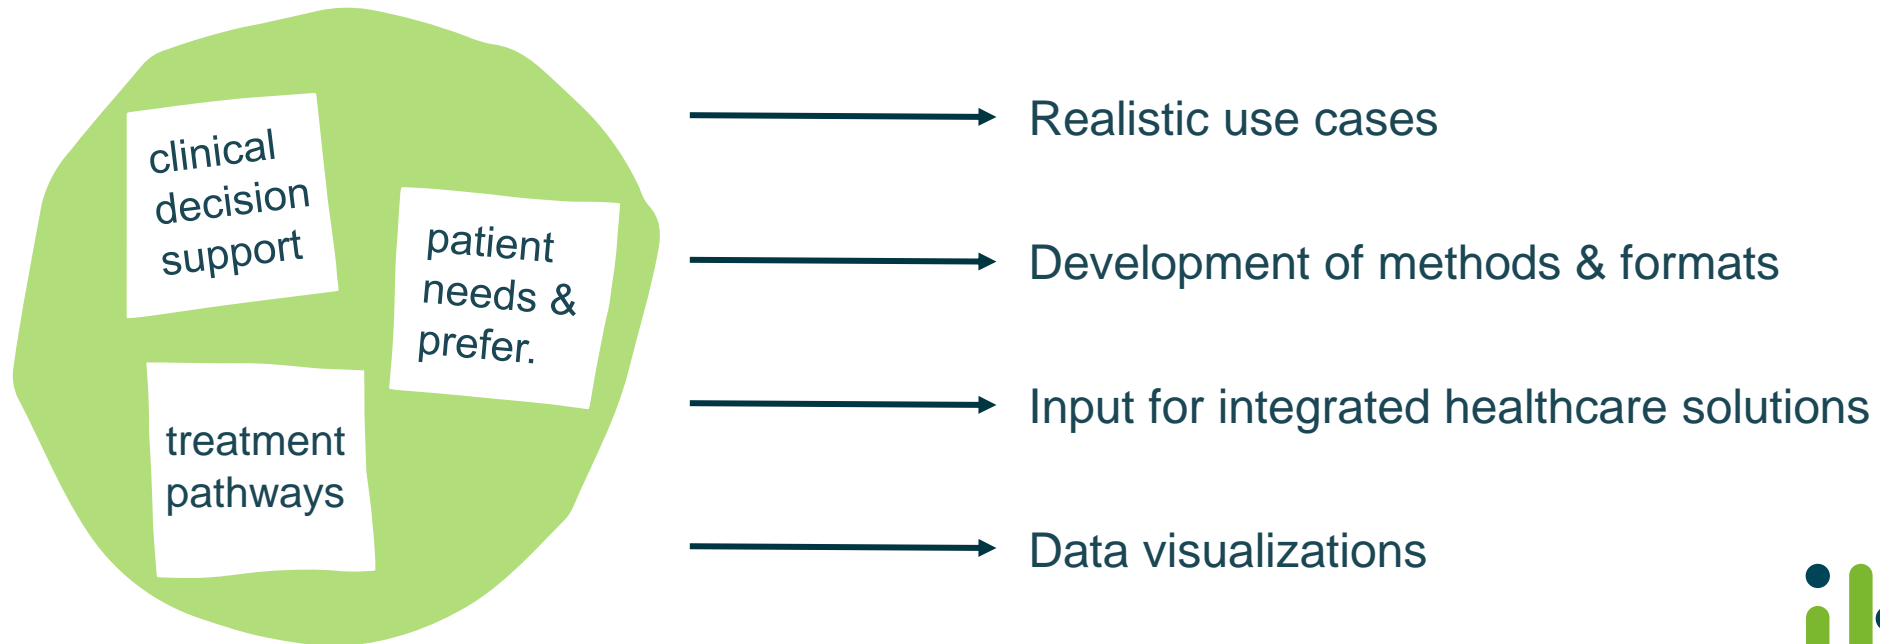 clinical
decision
support
patient
needs &
prefer.
treatment
pathways
Realistic use cases
Development of methods & formats
Input for integrated healthcare solutions
Data visualizations